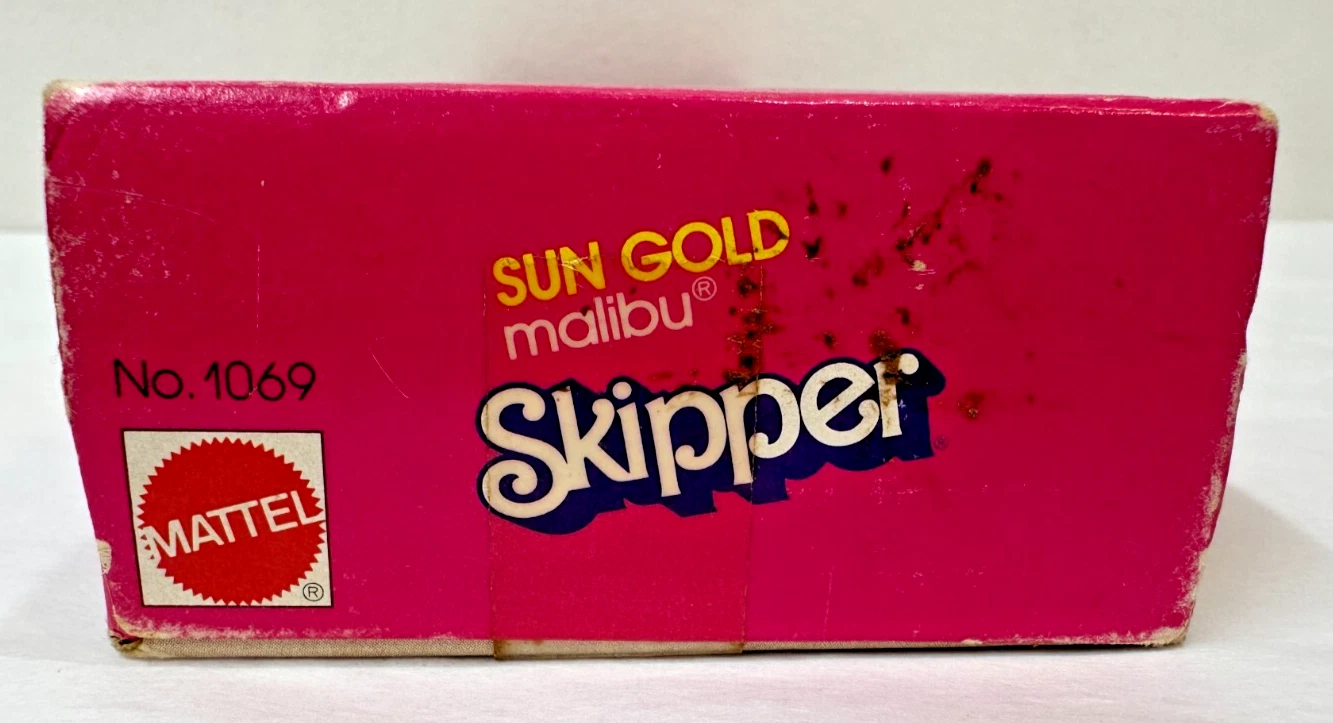 SUN GOLD
malibu®
Skipper®
No. 1069
MATTEL
®